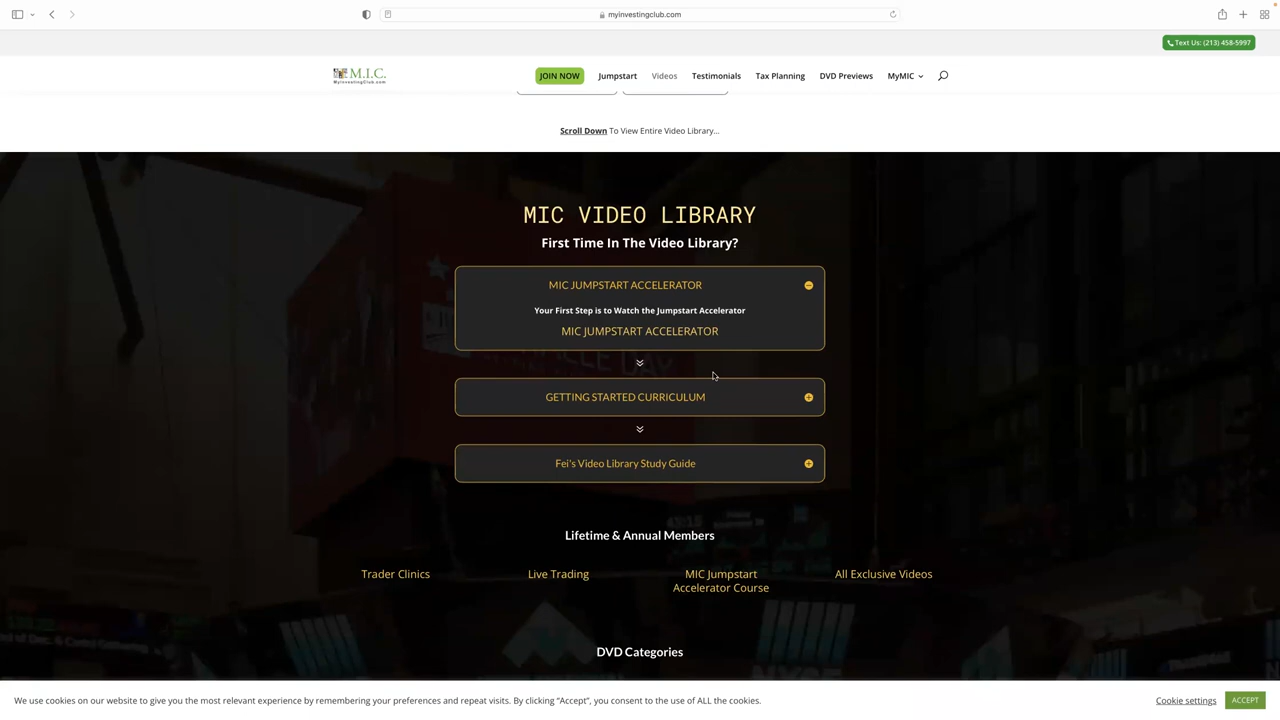 myinvestingclub.com
Text Us: (213) 458-5997
M.I.C.
MyInvestingClub.com
JOIN NOW
Jumpstart
Videos
Testimonials
Tax Planning
DVD Previews
MyMIC
Scroll Down To View Entire Video Library...
MIC VIDEO LIBRARY
First Time In The Video Library?
MIC JUMPSTART ACCELERATOR
Your First Step is to Watch the Jumpstart Accelerator
MIC JUMPSTART ACCELERATOR
GETTING STARTED CURRICULUM
Fei's Video Library Study Guide
Lifetime & Annual Members
Trader Clinics
Live Trading
MIC Jumpstart
Accelerator Course
All Exclusive Videos
DVD Categories
We use cookies on our website to give you the most relevant experience by remembering your preferences and repeat visits. By clicking “Accept”, you consent to the use of ALL the cookies.
Cookie settings
ACCEPT